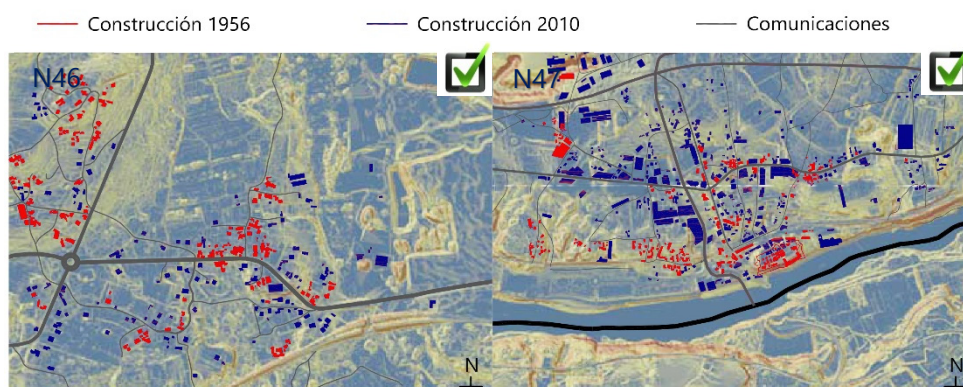 Construcción 1956
Construcción 2010
Comunicaciones
N46
N47
N
N